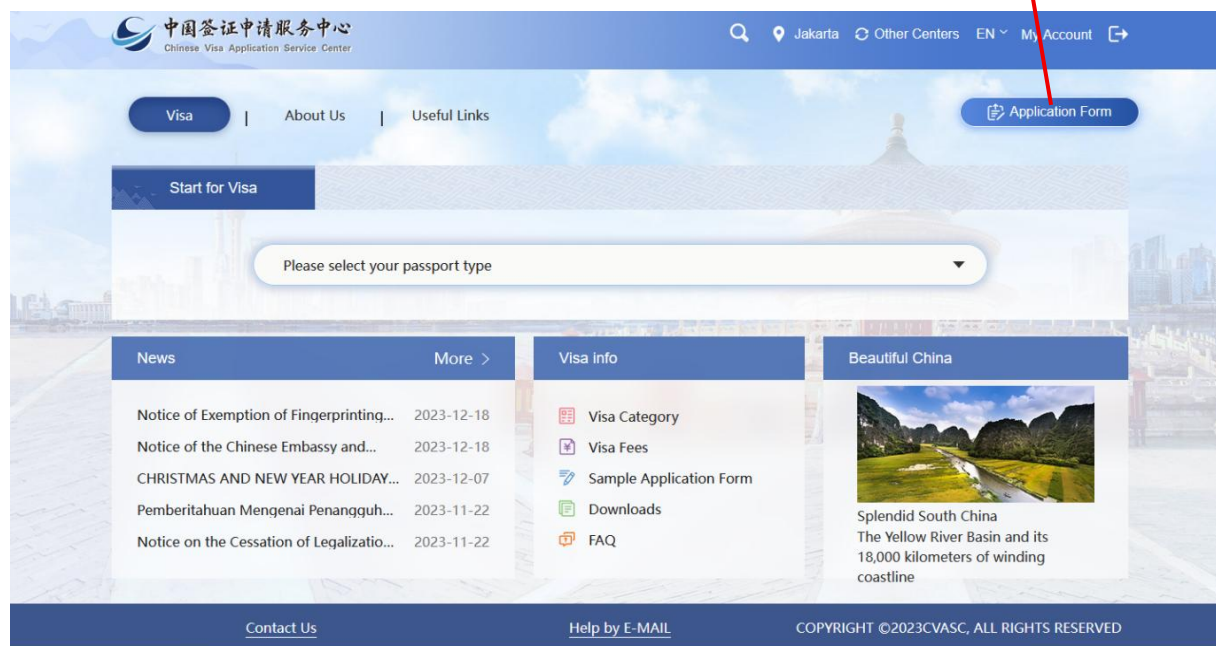 中国签证申请服务中心
Chinese Visa Application Service Center
Jakarta Other Centers EN My Account
Visa | About Us | Useful Links
Application Form
Start for Visa
Please select your passport type
News More >
Notice of Exemption of Fingerprinting... 2023-12-18
Notice of the Chinese Embassy and... 2023-12-18
CHRISTMAS AND NEW YEAR HOLIDAY... 2023-12-07
Pemberitahuan Mengenai Penangguh... 2023-11-22
Notice on the Cessation of Legalizatio... 2023-11-22
Visa info
Visa Category
Visa Fees
Sample Application Form
Downloads
FAQ
Beautiful China
Splendid South China
The Yellow River Basin and its
18,000 kilometers of winding
coastline
Contact Us
Help by E-MAIL
COPYRIGHT ©2023CVASC, ALL RIGHTS RESERVED